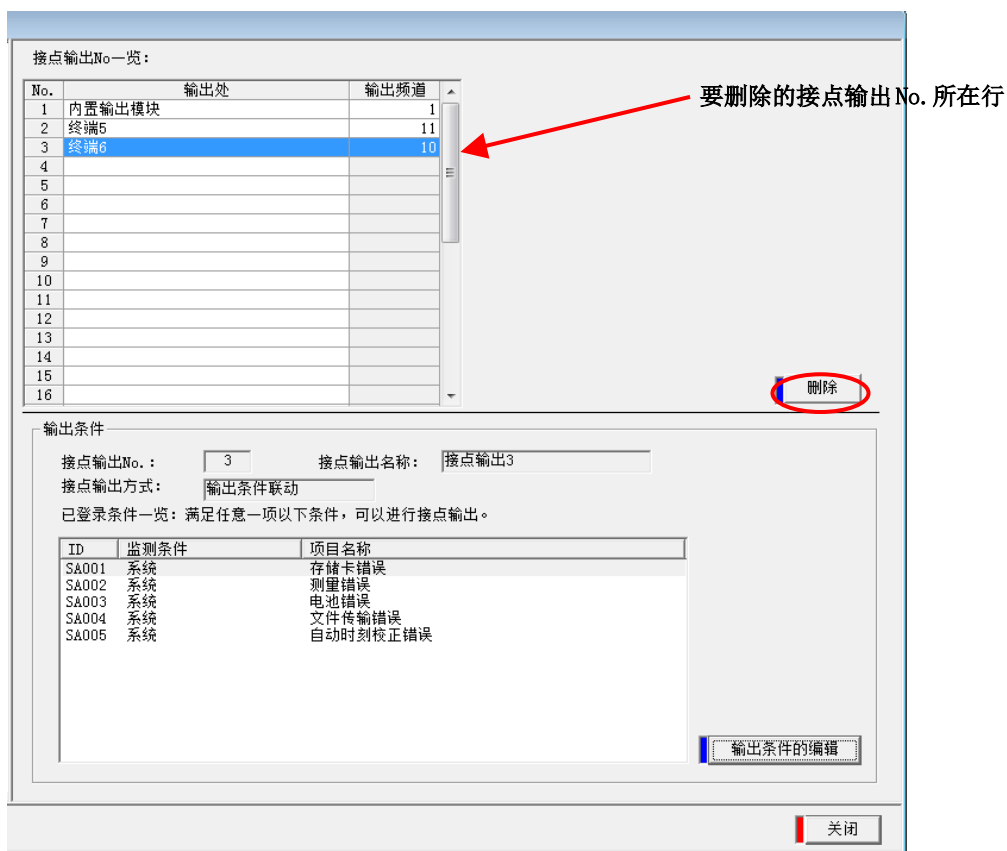 接点输出No一览：
No. 输出处 输出频道
1 内置输出模块 1
2 终端5 11
3 终端6 10
4
5
6
7
8
9
10
11
12
13
14
15
16
要删除的接点输出No.所在行
删除
输出条件
接点输出No.： 3 接点输出名称： 接点输出3
接点输出方式： 输出条件联动
已登录条件一览：满足任意一项以下条件，可以进行接点输出。
ID 监测条件 项目名称
SA001 系统 存储卡错误
SA002 系统 测量错误
SA003 系统 电池错误
SA004 系统 文件传输错误
SA005 系统 自动时刻校正错误
输出条件的编辑
关闭